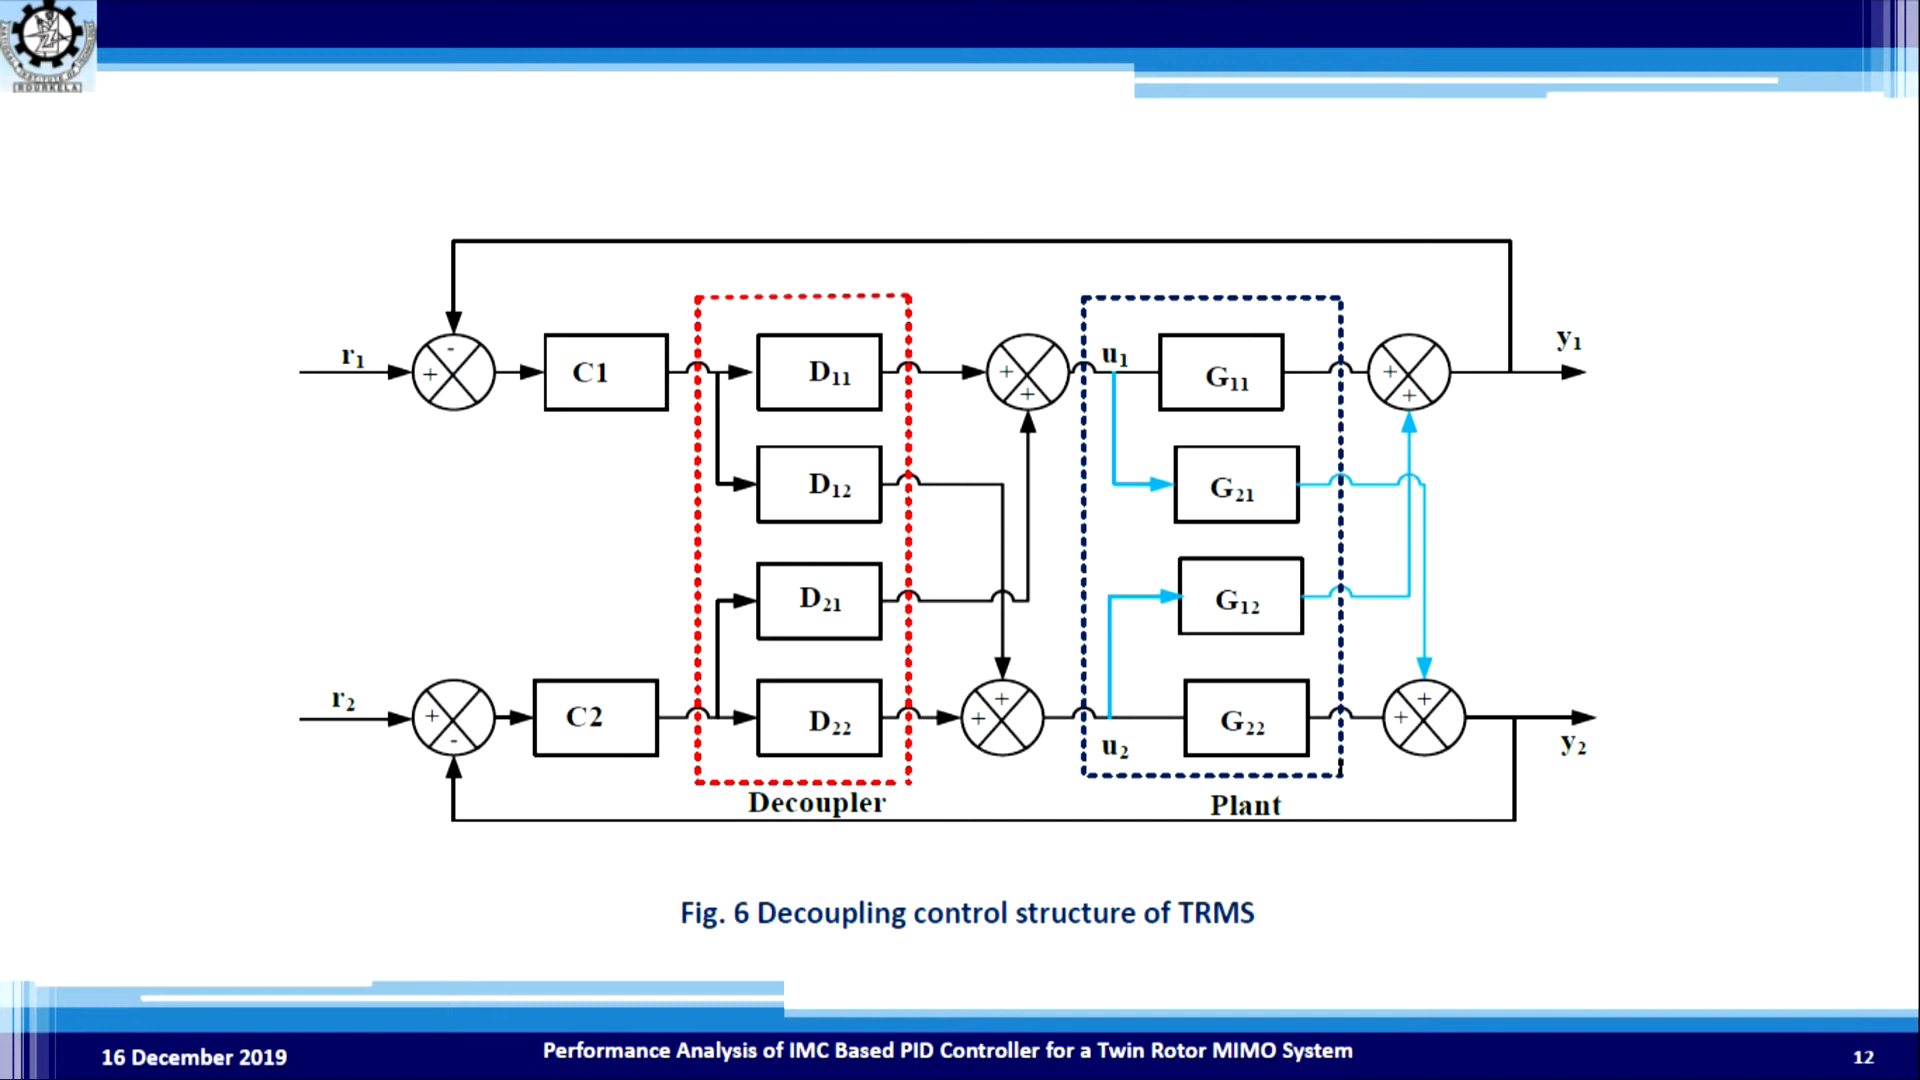 ROURKELA
r1
-
+
C1
D11
+
+
u1
G11
+
+
y1
D12
G21
D21
G12
r2
+
-
C2
D22
+
+
u2
G22
+
+
y2
Decoupler
Plant
Fig. 6 Decoupling control structure of TRMS
16 December 2019
Performance Analysis of IMC Based PID Controller for a Twin Rotor MIMO System
12